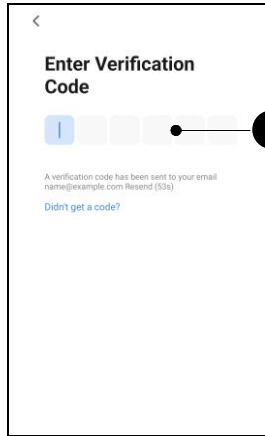 Enter Verification
Code
A verification code has been sent to your email
name@example.com Resend (53s)
Didn't get a code?